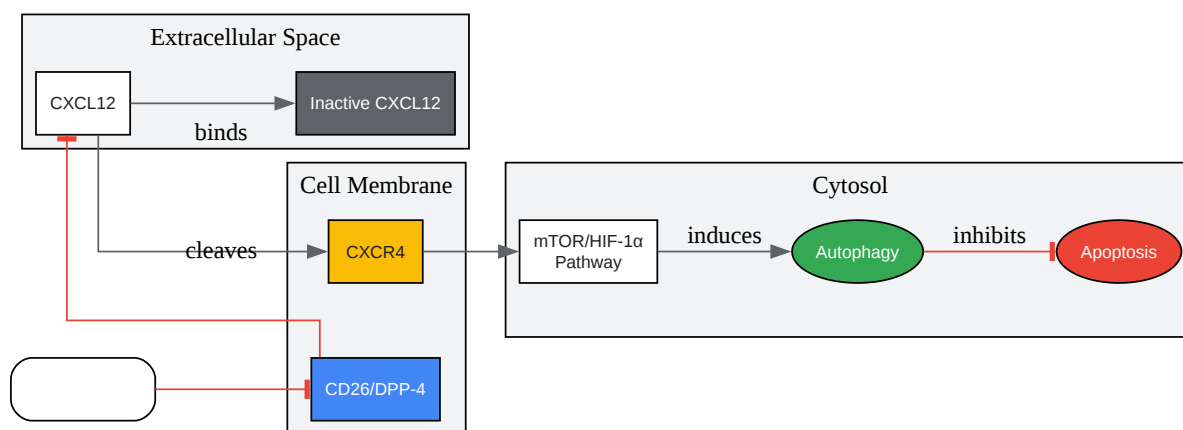 Extracellular Space
CXCL12
Inactive CXCL12
binds
Cell Membrane
Cytosol
cleaves
CXCR4
mTOR/HIF-1α
Pathway
induces
Autophagy
inhibits
Apoptosis
CD26/DPP-4